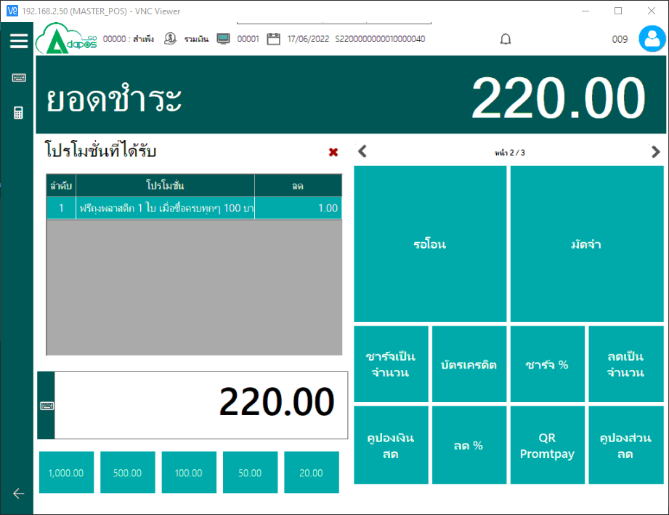 192.168.2.50 (MASTER_POS) - VNC Viewer
AdaPos GO
00000 : สำเพ็ง รวมเงิน 00001 17/06/2022 S2200000000010000040 009
ยอดชำระ 220.00
โปรโมชั่นที่ได้รับ
หน้า 2 / 3
ลำดับ โปรโมชั่น ลด
1 ฟรีถุงพลาสติก 1 ใบ เมื่อซื้อครบทุกๆ 100 บา 1.00
รอโอน มัดจำ
ชาร์จเป็น
จำนวน
บัตรเครดิต
ชาร์จ %
ลดเป็น
จำนวน
220.00
คูปองเงิน
สด
ลด %
QR
Promtpay
คูปองส่วน
ลด
1,000.00 500.00 100.00 50.00 20.00